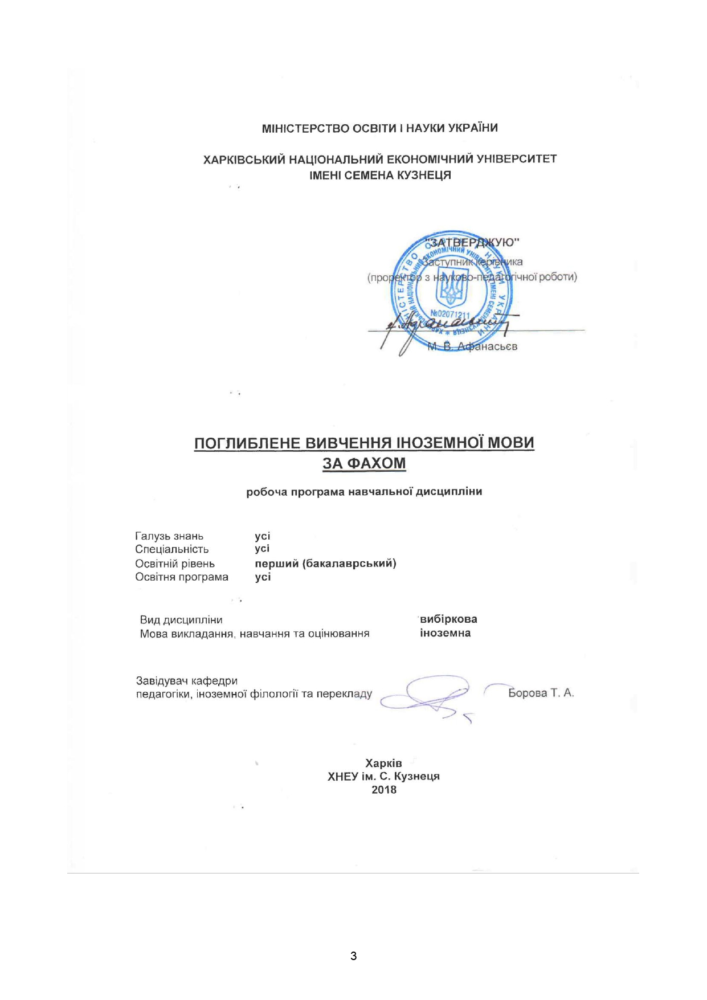 МІНІСТЕРСТВО ОСВІТИ І НАУКИ УКРАЇНИ
ХАРКІВСЬКИЙ НАЦІОНАЛЬНИЙ ЕКОНОМІЧНИЙ УНІВЕРСИТЕТ
ІМЕНІ СЕМЕНА КУЗНЕЦЯ
"ЗАТВЕРДЖУЮ"
Заступник керівника
(проректор з науково-педагогічної роботи)
№02071211
М. В. Афанасьєв
ПОГЛИБЛЕНЕ ВИВЧЕННЯ ІНОЗЕМНОЇ МОВИ
ЗА ФАХОМ
робоча програма навчальної дисципліни
Галузь знань усі
Спеціальність усі
Освітній рівень перший (бакалаврський)
Освітня програма усі
Вид дисципліни вибіркова
Мова викладання, навчання та оцінювання іноземна
Завідувач кафедри
педагогіки, іноземної філології та перекладу Борова Т. А.
Харків
ХНЕУ ім. С. Кузнеця
2018
3